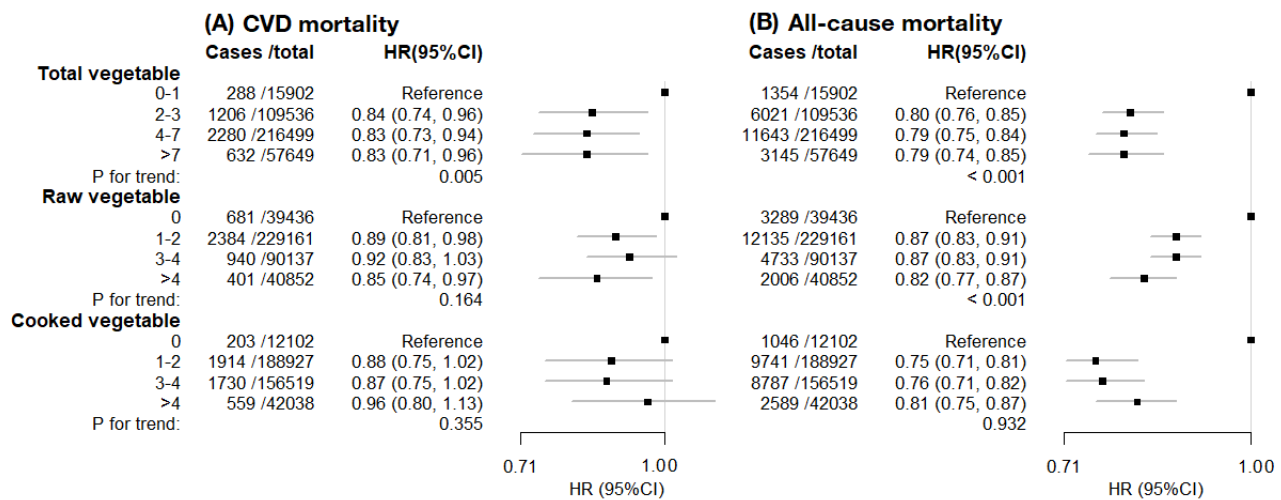 (A) CVD mortality (B) All-cause mortality
Cases /total HR(95%CI) Cases /total HR(95%CI)
Total vegetable
0-1 288 /15902 Reference 1354 /15902 Reference
2-3 1206 /109536 0.84 (0.74, 0.96) 6021 /109536 0.80 (0.76, 0.85)
4-7 2280 /216499 0.83 (0.73, 0.94) 11643 /216499 0.79 (0.75, 0.84)
>7 632 /57649 0.83 (0.71, 0.96) 3145 /57649 0.79 (0.74, 0.85)
P for trend: 0.005 < 0.001
Raw vegetable
0 681 /39436 Reference 3289 /39436 Reference
1-2 2384 /229161 0.89 (0.81, 0.98) 12135 /229161 0.87 (0.83, 0.91)
3-4 940 /90137 0.92 (0.83, 1.03) 4733 /90137 0.87 (0.83, 0.91)
>4 401 /40852 0.85 (0.74, 0.97) 2006 /40852 0.82 (0.77, 0.87)
P for trend: 0.164 < 0.001
Cooked vegetable
0 203 /12102 Reference 1046 /12102 Reference
1-2 1914 /188927 0.88 (0.75, 1.02) 9741 /188927 0.75 (0.71, 0.81)
3-4 1730 /156519 0.87 (0.75, 1.02) 8787 /156519 0.76 (0.71, 0.82)
>4 559 /42038 0.96 (0.80, 1.13) 2589 /42038 0.81 (0.75, 0.87)
P for trend: 0.355 0.932
0.71 1.00 0.71 1.00
HR (95%CI) HR (95%CI)